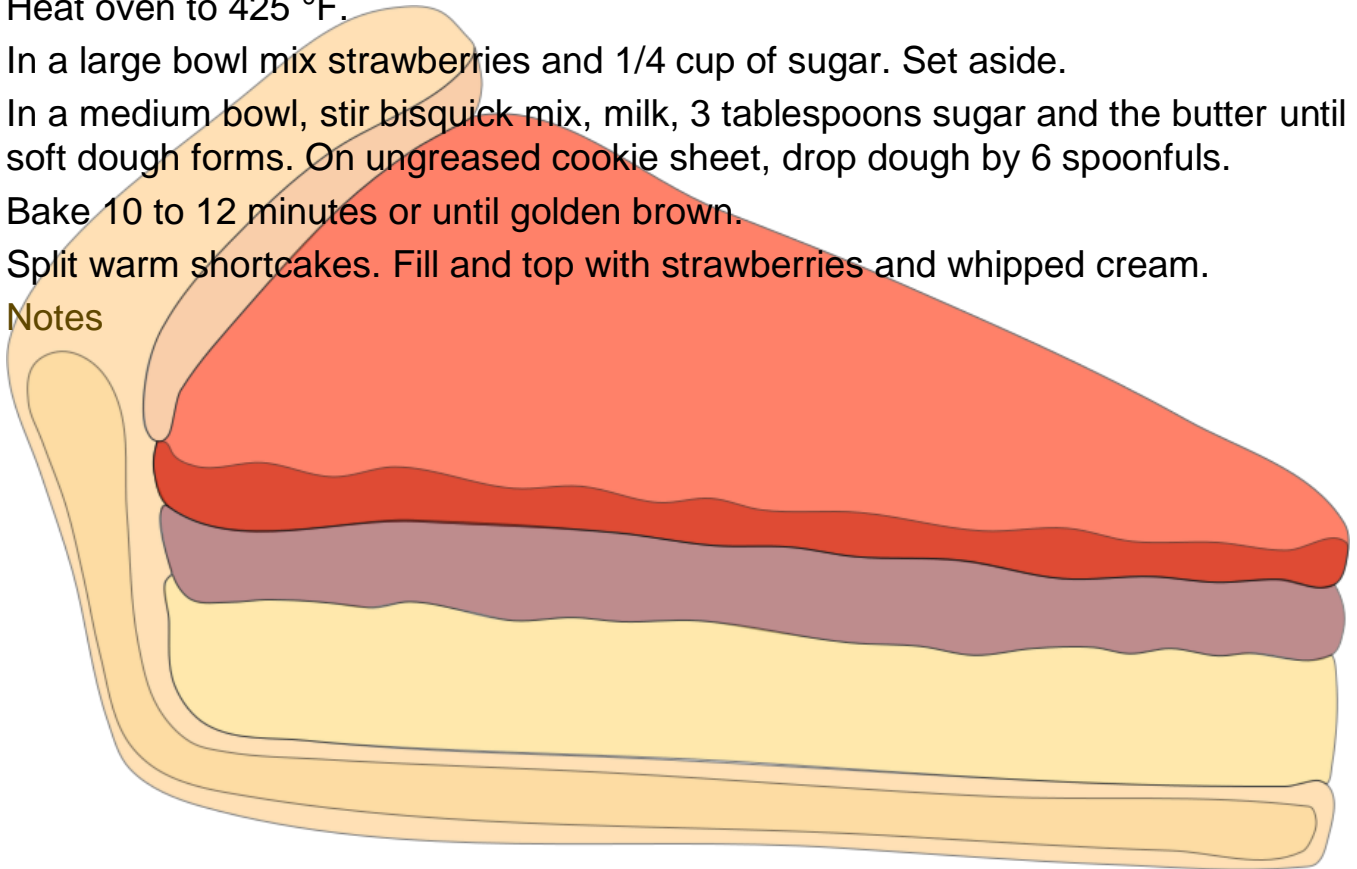 Heat oven to 425 °F.
In a large bowl mix strawberries and 1/4 cup of sugar. Set aside.
In a medium bowl, stir bisquick mix, milk, 3 tablespoons sugar and the butter until
soft dough forms. On ungreased cookie sheet, drop dough by 6 spoonfuls.
Bake 10 to 12 minutes or until golden brown.
Split warm shortcakes. Fill and top with strawberries and whipped cream.
Notes